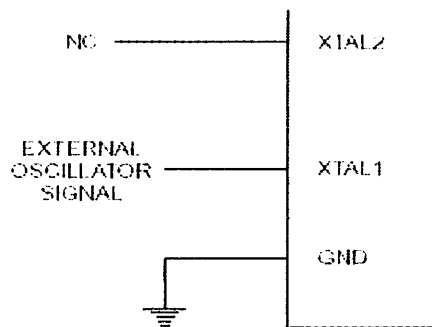 NC XTAL2
EXTERNAL
OSCILLATOR XTAL1
SIGNAL
GND